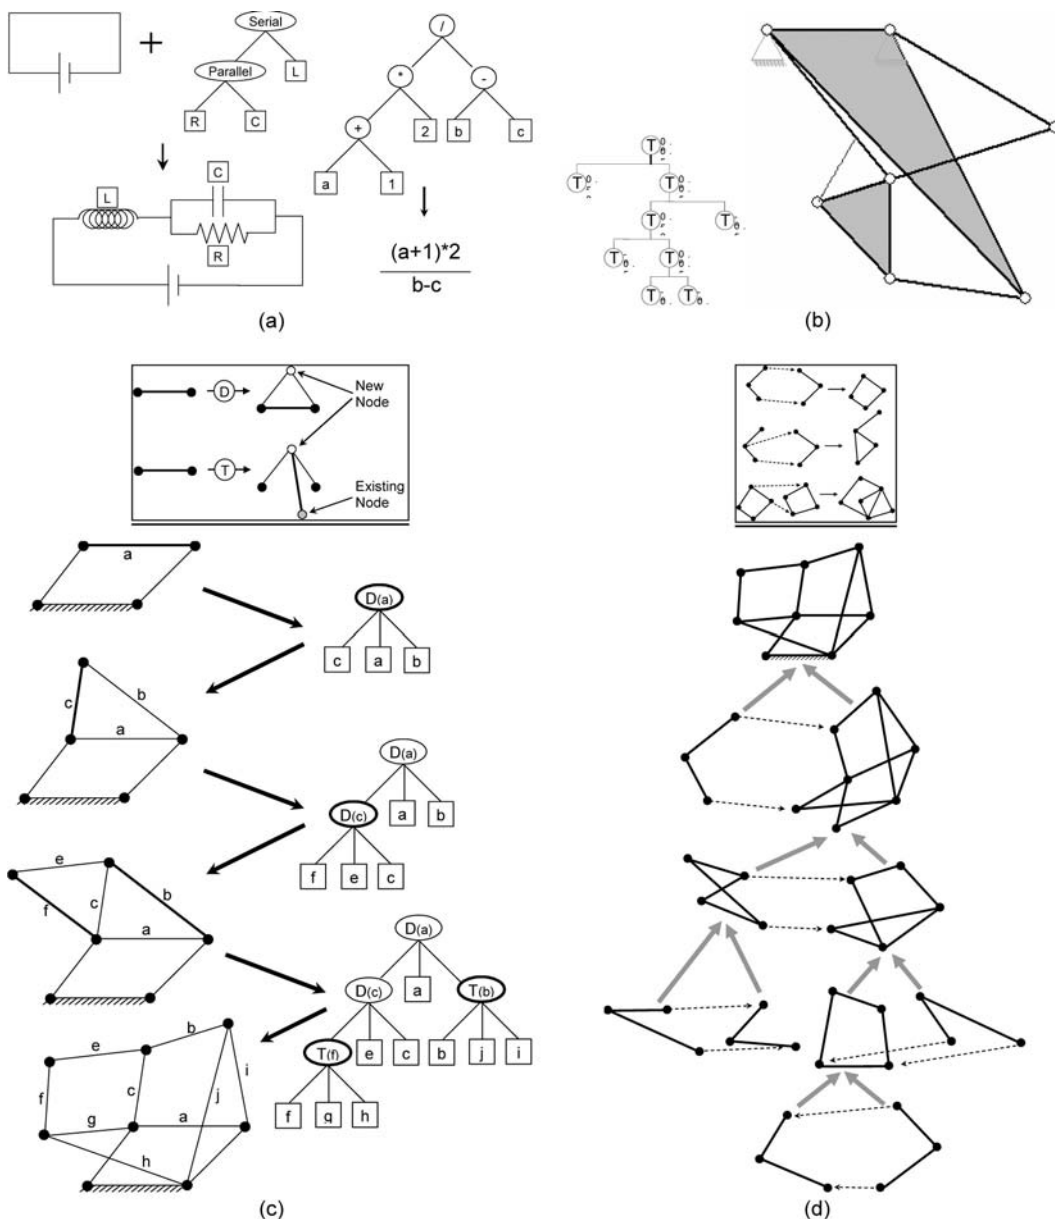 Serial
Parallel
L
R
C
/
*
-
+
2
b
c
a
1
C
L
R
(a+1)*2
b-c
(a)
T
T
T
T
T
T
T
T
T
(b)
D
New
Node
T
Existing
Node
a
D(a)
c
a
b
c
b
a
D(a)
D(c)
a
b
f
e
c
e
b
c
f
a
D(a)
D(c)
a
T(b)
T(f)
e
c
b
j
i
f
g
h
b
e
i
f
c
j
g
a
h
(c)
(d)